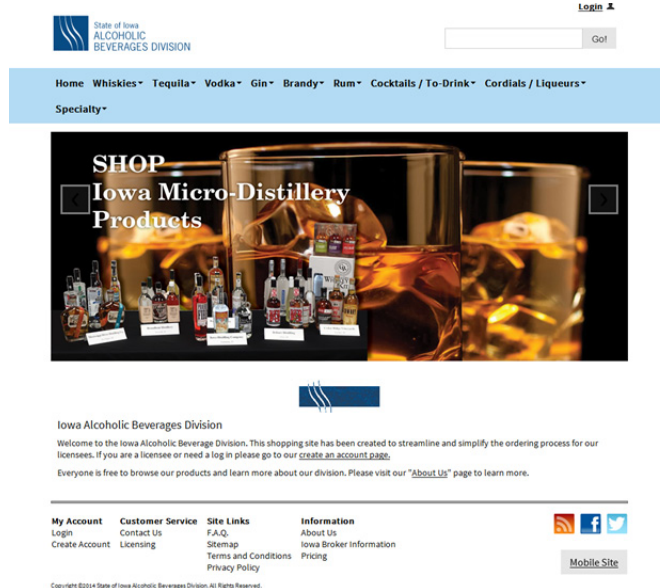 Login
State of Iowa
ALCOHOLIC
BEVERAGES DIVISION
Go!
Home Whiskies Tequila Vodka Gin Brandy Rum Cocktails / To-Drink Cordials / Liqueurs
Specialty
SHOP
Iowa Micro-Distillery
Products
Iowa Alcoholic Beverages Division
Welcome to the Iowa Alcoholic Beverage Division. This shopping site has been created to streamline and simplify the ordering process for our
licensees. If you are a licensee or need a log in please go to our create an account page.
Everyone is free to browse our products and learn more about our division. Please visit our "About Us" page to learn more.
My Account Customer Service Site Links Information
Login Contact Us F.A.Q. About Us
Create Account Licensing Sitemap Iowa Broker Information
Terms and Conditions Pricing
Privacy Policy
Mobile Site
Copyright ©2014 State of Iowa Alcoholic Beverages Division. All Rights Reserved.